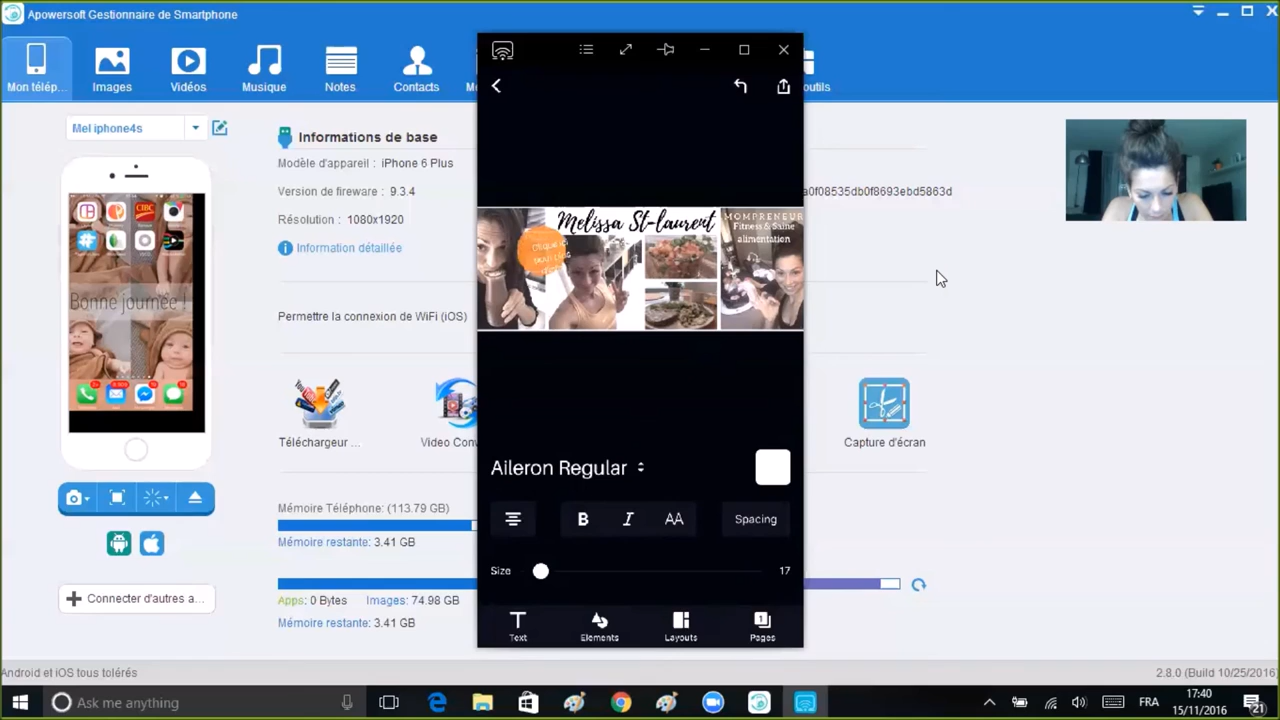 Apowersoft Gestionnaire de Smartphone
Mon télép...
Images
Vidéos
Musique
Notes
Contacts
outils
Mel iphone4s
Informations de base
Modèle d'appareil : iPhone 6 Plus
Version de fireware : 9.3.4
a0f08535db0f8693ebd5863d
Résolution : 1080x1920
Information détaillée
CIBC
Bonne journée !
Permettre la connexion de WiFi (iOS)
Melissa St-laurent
MOMPRENEUR
Fitness & Saine
alimentation
Clique ici
Téléchargeur ...
Video Conv
Capture d'écran
Aileron Regular
B I AA Spacing
Size 17
Text
Elements
Layouts
Pages
Mémoire Téléphone: (113.79 GB)
Mémoire restante: 3.41 GB
Apps: 0 Bytes Images: 74.98 GB
Mémoire restante: 3.41 GB
Connecter d'autres a...
Android et iOS tous tolérés
2.8.0 (Build 10/25/2016)
Ask me anything
FRA
17:40
15/11/2016
21